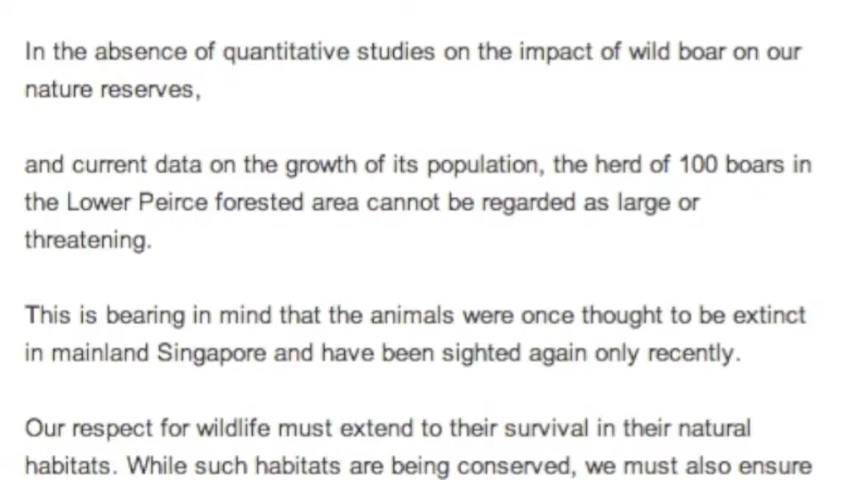 In the absence of quantitative studies on the impact of wild boar on our
nature reserves,
and current data on the growth of its population, the herd of 100 boars in
the Lower Peirce forested area cannot be regarded as large or
threatening.
This is bearing in mind that the animals were once thought to be extinct
in mainland Singapore and have been sighted again only recently.
Our respect for wildlife must extend to their survival in their natural
habitats. While such habitats are being conserved, we must also ensure